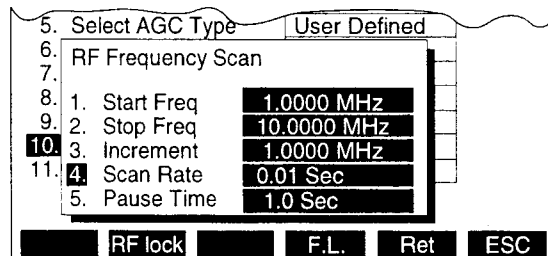 5. Select AGC Type User Defined
6.
7.
8.
9.
10.
11.
RF Frequency Scan
1. Start Freq 1.0000 MHz
2. Stop Freq 10.0000 MHz
3. Increment 1.0000 MHz
4. Scan Rate 0.01 Sec
5. Pause Time 1.0 Sec
RF lock F.L. Ret ESC